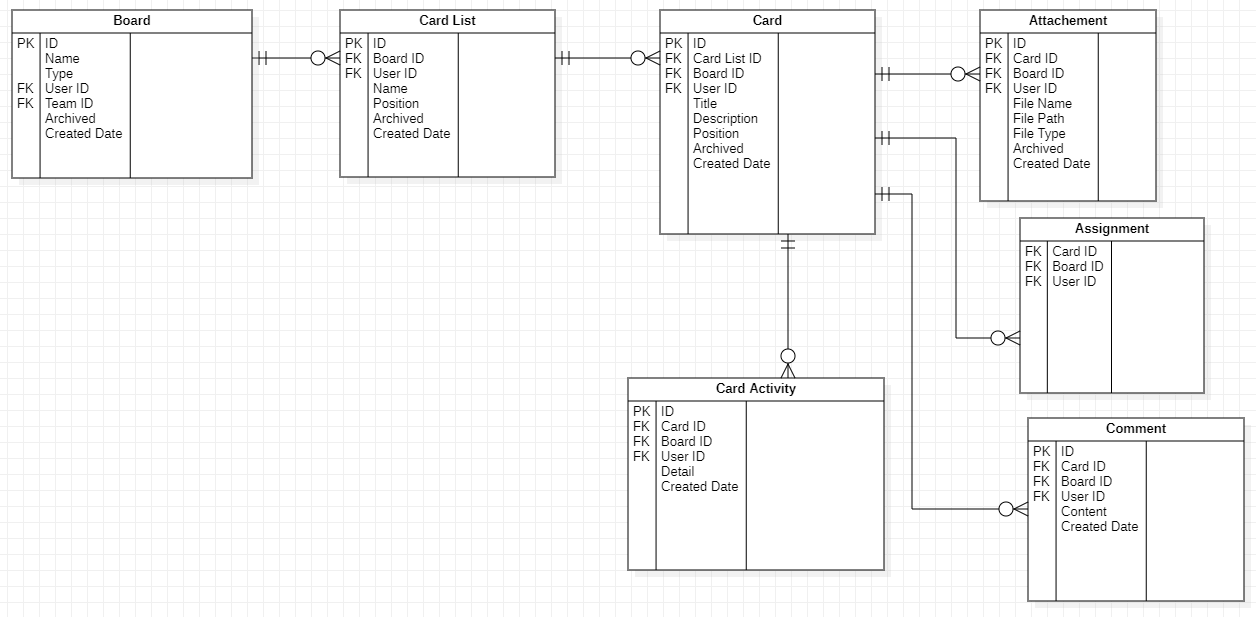 Board
PK ID
Name
Type
FK User ID
FK Team ID
Archived
Created Date
Card List
PK ID
FK Board ID
FK User ID
Name
Position
Archived
Created Date
Card
PK ID
FK Card List ID
FK Board ID
FK User ID
Title
Description
Position
Archived
Created Date
Attachement
PK ID
FK Card ID
FK Board ID
FK User ID
File Name
File Path
File Type
Archived
Created Date
Assignment
FK Card ID
FK Board ID
FK User ID
Card Activity
PK ID
FK Card ID
FK Board ID
FK User ID
Detail
Created Date
Comment
PK ID
FK Card ID
FK Board ID
FK User ID
Content
Created Date